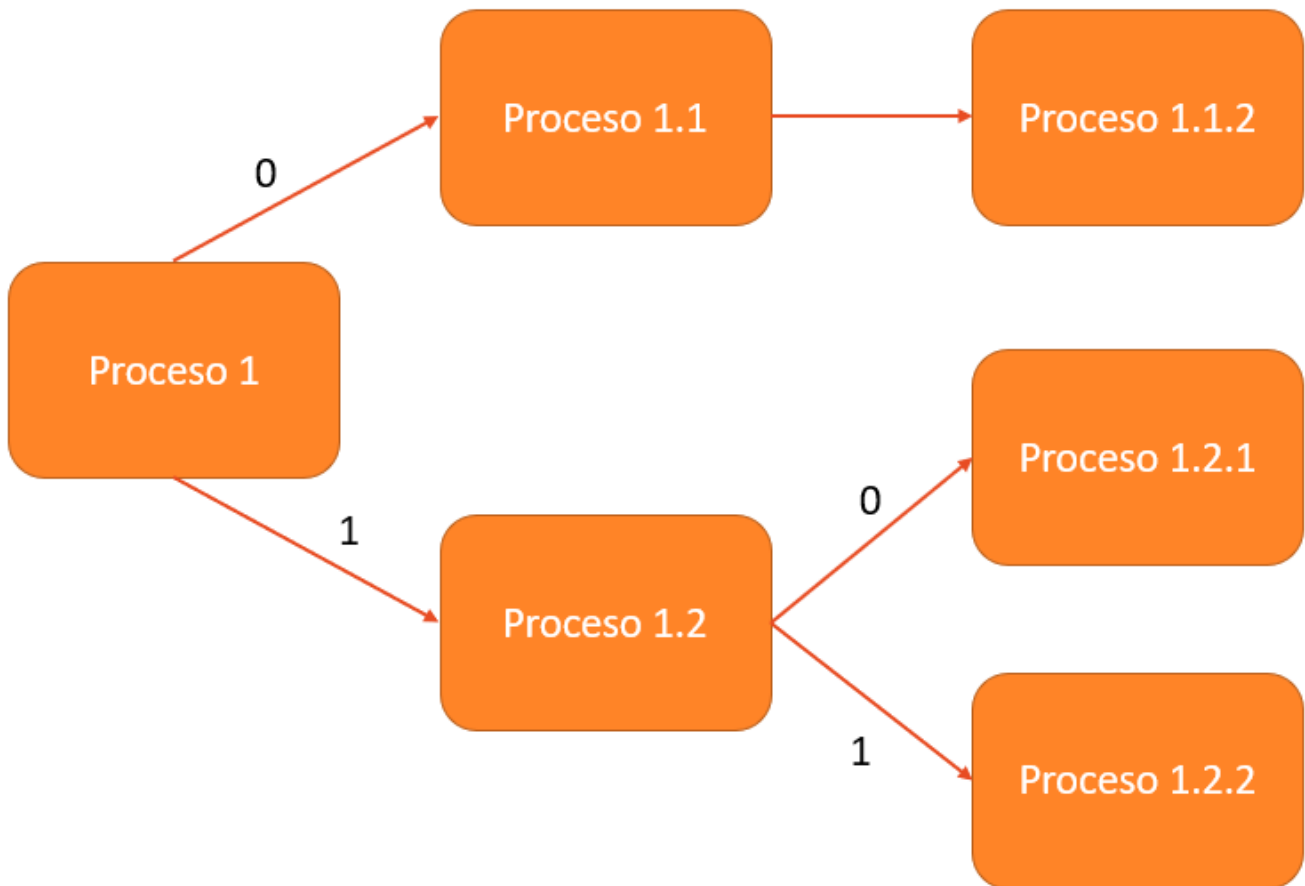 Proceso 1.1
Proceso 1.1.2
0
Proceso 1
1
Proceso 1.2
0
Proceso 1.2.1
1
Proceso 1.2.2